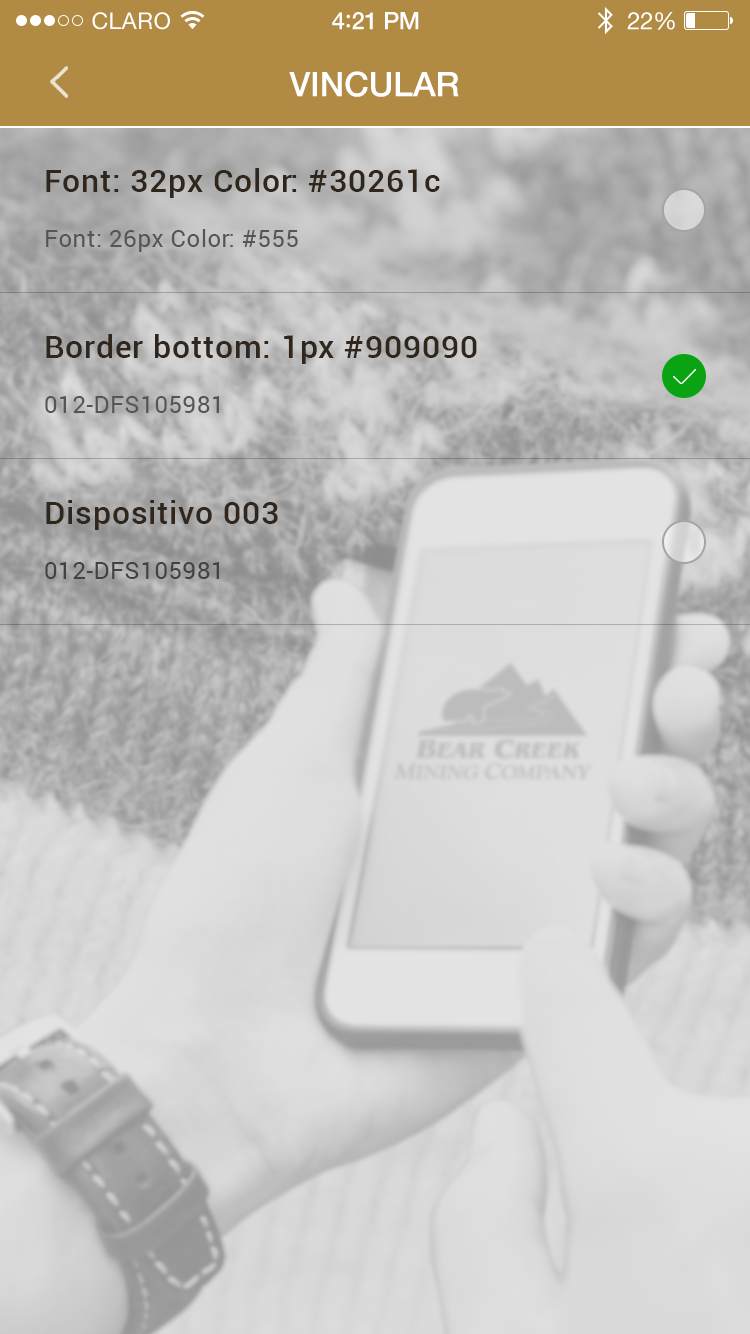 CLARO 4:21 PM 22%
VINCULAR
Font: 32px Color: #30261c
Font: 26px Color: #555
Border bottom: 1px #909090
012-DFS105981
Dispositivo 003
012-DFS105981
BEAR CREEK
MINING COMPANY